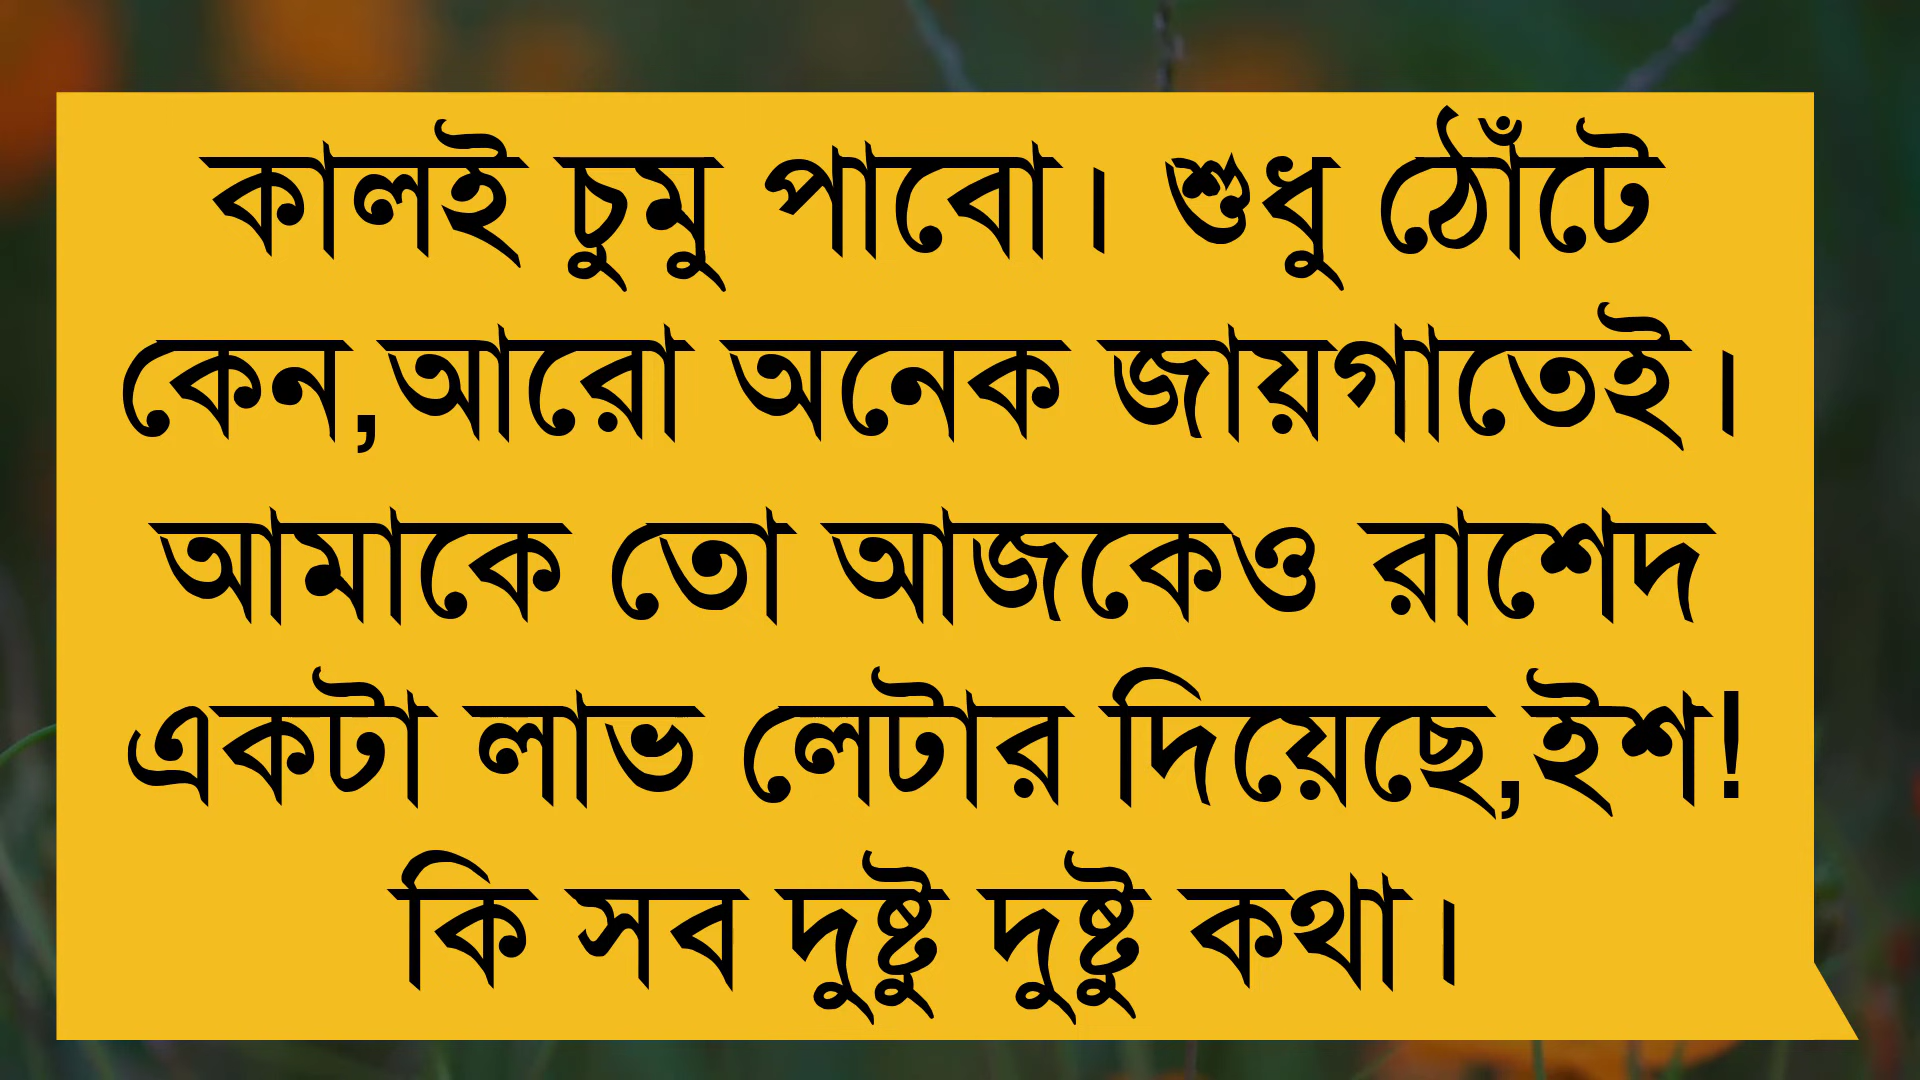 কালই চুমু পাবো। শুধু ঠোঁটে
কেন,আরো অনেক জায়গাতেই।
আমাকে তো আজকেও রাশেদ
একটা লাভ লেটার দিয়েছে,ইশ!
কি সব দুষ্টু দুষ্টু কথা।